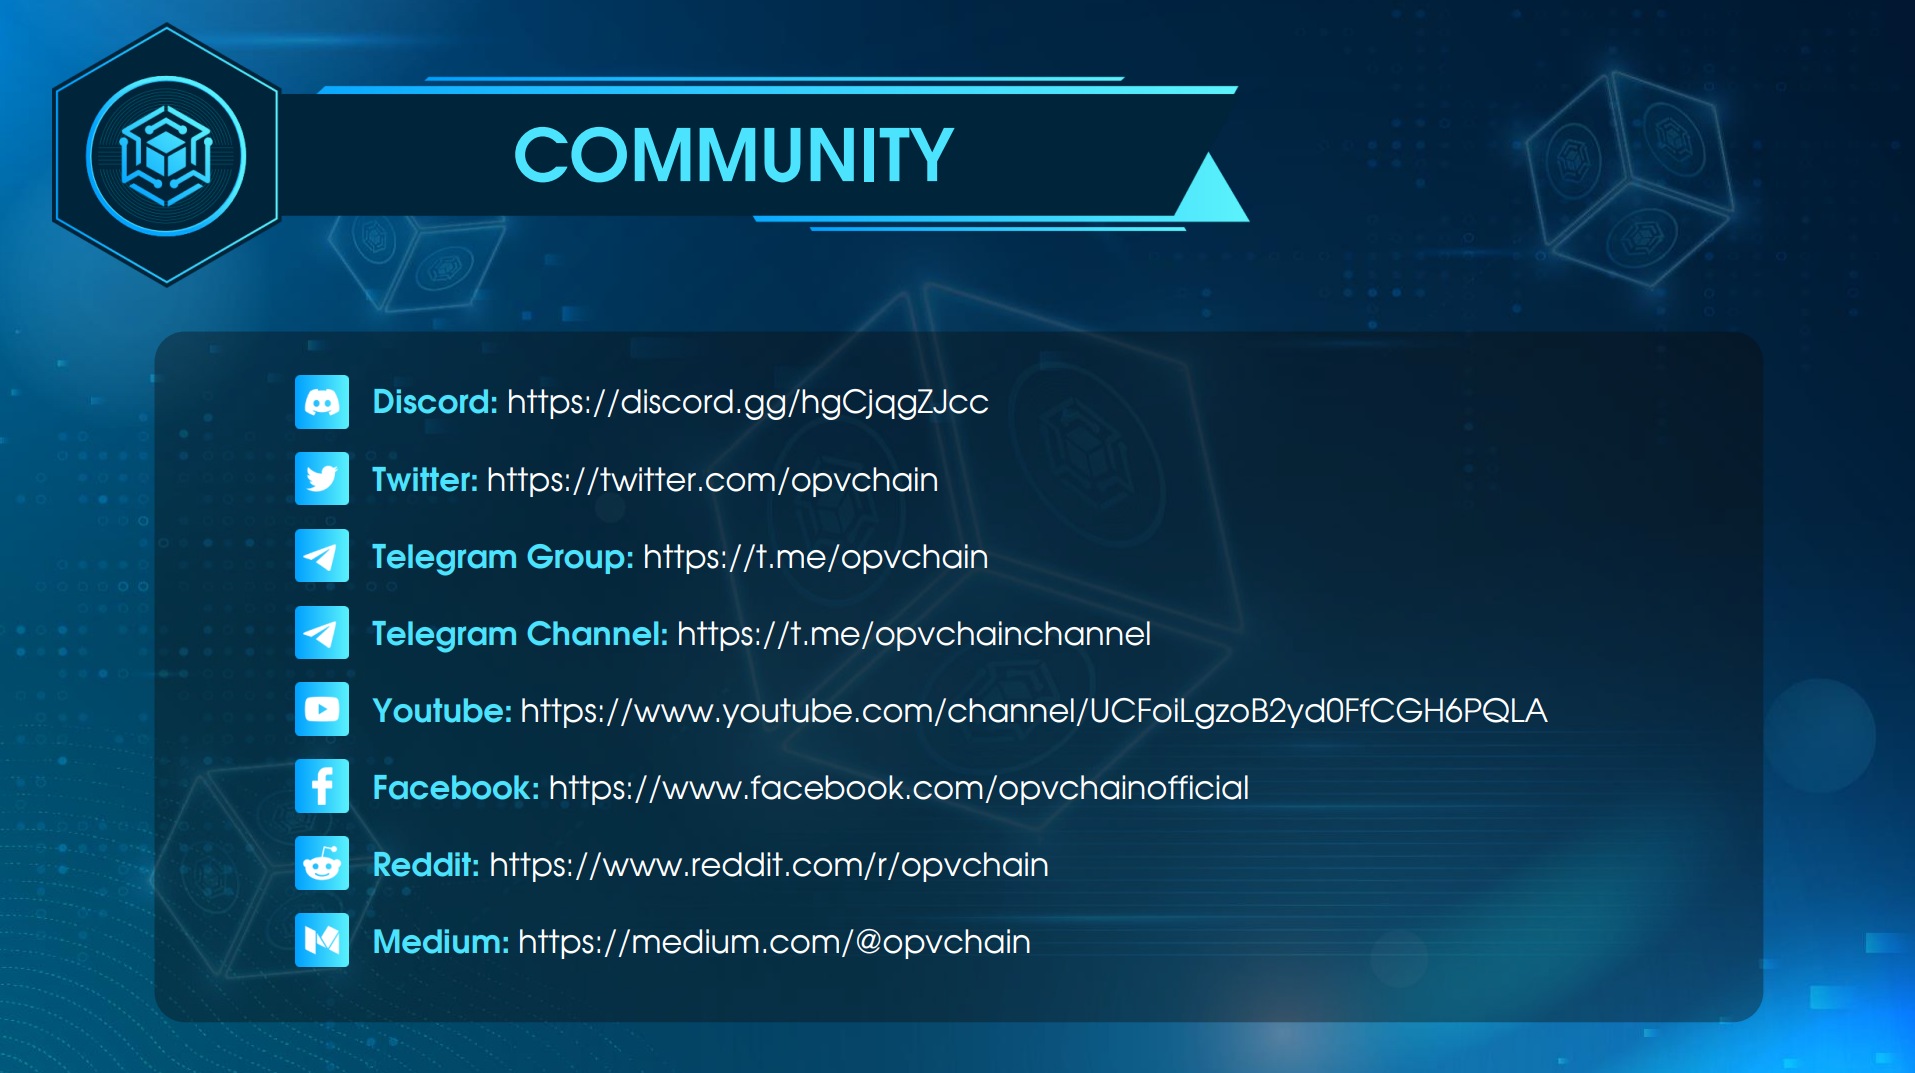 COMMUNITY
Discord: https://discord.gg/hgCjqgZJcc
Twitter: https://twitter.com/opvchain
Telegram Group: https://t.me/opvchain
Telegram Channel: https://t.me/opvchainchannel
Youtube: https://www.youtube.com/channel/UCFoiLgzoB2yd0FfCGH6PQLA
Facebook: https://www.facebook.com/opvchainofficial
Reddit: https://www.reddit.com/r/opvchain
Medium: https://medium.com/@opvchain